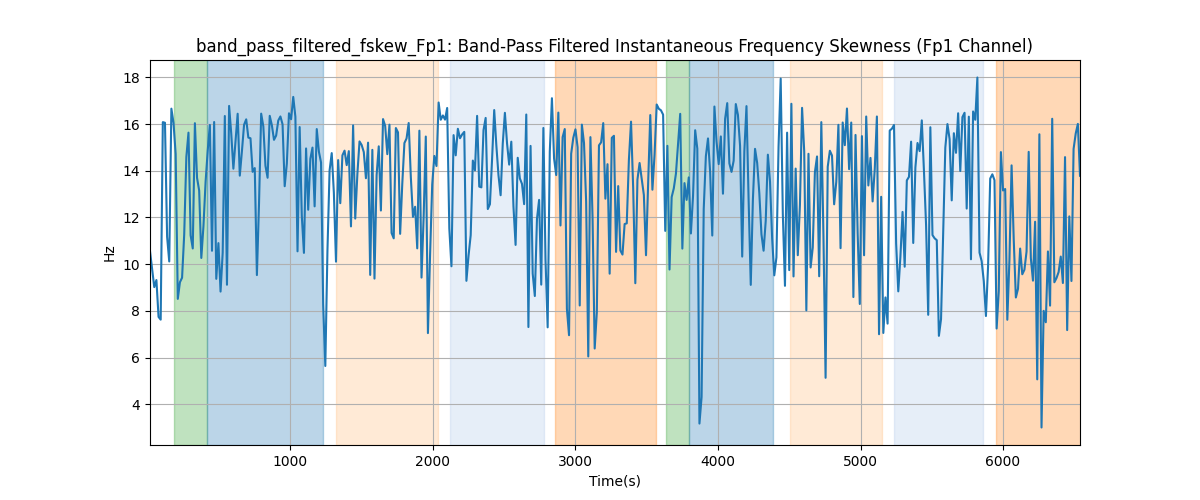 band_pass_filtered_fskew_Fp1: Band-Pass Filtered Instantaneous Frequency Skewness (Fp1 Channel)
18
16
14
12
10
8
6
4
Hz
1000 2000 3000 4000 5000 6000
Time(s)